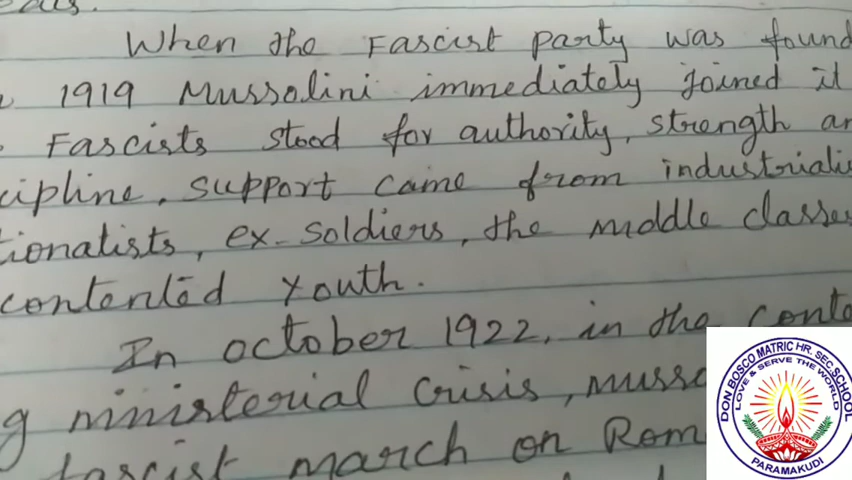 When the Fascist party was found
1919 Mussolini immediately joined it
Fascists stood for authority, strength an
cipline. support came from industrialis
ionalists, ex-soldiers, the middle classes
contented youth.
In october 1922, in the conte
g ministerial crisis, musso
fascist march on Rom
DON BOSCO MATRIC HR. SEC SCHOOL
LOVE & SERVE THE WORLD
PARAMAKUDI